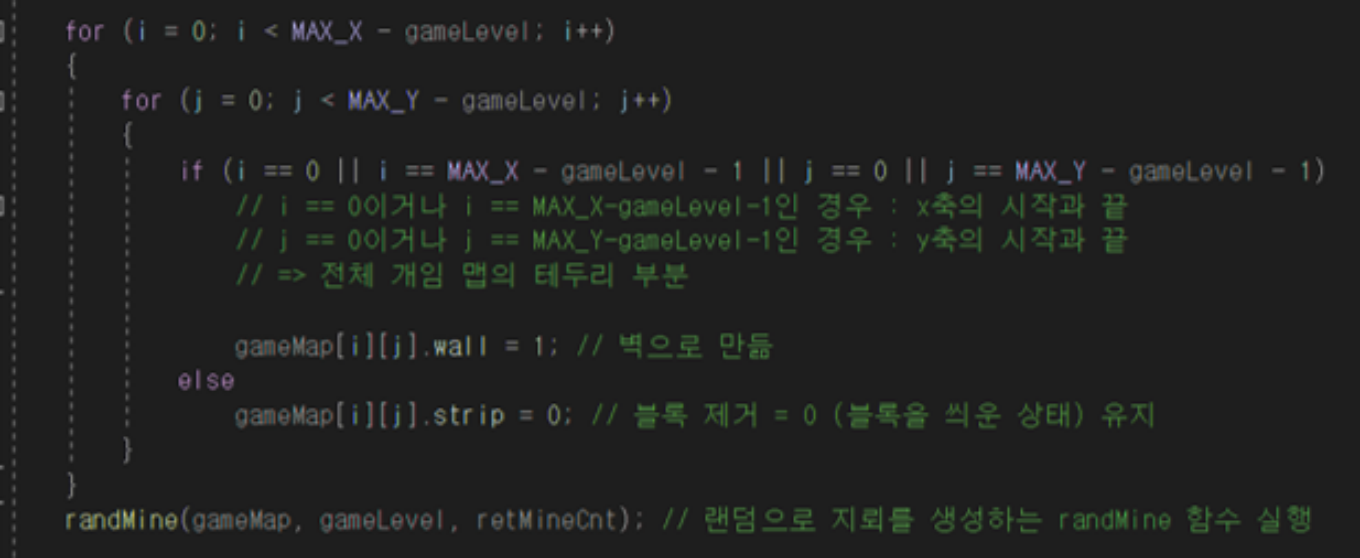 for (i = 0; i < MAX_X - gameLevel; i++)
{
for (j = 0; j < MAX_Y - gameLevel; j++)
{
if (i == 0 || i == MAX_X - gameLevel - 1 || j == 0 || j == MAX_Y - gameLevel - 1)
// i == 0이거나 i == MAX_X-gameLevel-1인 경우 : x축의 시작과 끝
// j == 0이거나 j == MAX_Y-gameLevel-1인 경우 : y축의 시작과 끝
// => 전체 개임 맵의 테두리 부분
gameMap[i][j].wall = 1; // 벽으로 만듦
else
gameMap[i][j].strip = 0; // 블록 제거 = 0 (블록을 씌운 상태) 유지
}
}
randMine(gameMap, gameLevel, retMineCnt); // 랜덤으로 지뢰를 생성하는 randMine 함수 실행